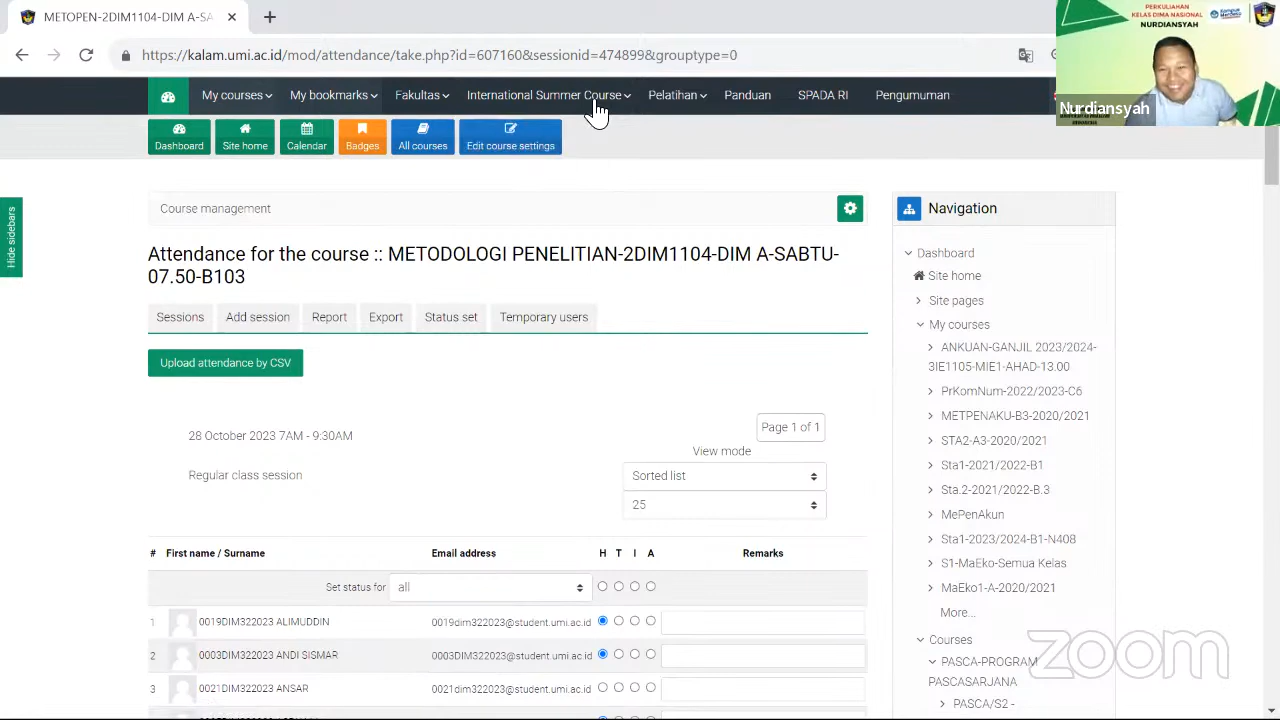 METOPEN-2DIM1104-DIM A-SA
https://kalam.umi.ac.id/mod/attendance/take.php
160&sessionid=474899&grouptype=1
My courses
My bookmarks
Fakultas
International Summer Course
Pelatihan
Panduan
SPADA RI
Pengumuman
PERKULIAHAN
KELAS DIMA NASIONAL
NURDIANSYAH
Nurdiansyah
Dashboard
Site home
Calendar
Badges
All courses
Edit course settings
Hide sidebars
Course management
Attendance for the course :: METODOLOGI PENELITIAN-2DIM1104-DIM A-SABTU-
07.50-B103
Sessions
Add session
Report
Export
Status set
Temporary users
Upload attendance by CSV
28 October 2023 7AM - 9:30AM
Page 1 of 1
View mode
Regular class session
Sorted list
25
# First name / Surname Email address H T I A Remarks
Set status for all
1 0019DIM322023 ALIMUDDIN 0019dim322023@student.umi.ac.id
2 0003DIM322023 ANDI SISMAR 0003DIM322023@student.umi.ac.id
3 0021DIM322023 ANSAR 0021dim322023@student.umi.ac.id
Navigation
Dashboard
Site home
Site pages
My courses
ANKUAN-GANJIL 2023/2024-
3IE1105-MIE1-AHAD-13.00
PrKomNum-2022/2023-C6
METPENAKU-B3-2020/2021
STA2-A3-2020/2021
Sta1-2021/2022-B1
Sta.2-2021/2022-B.3
MePenAkun
Sta1-2023/2024-B1-N408
S1-MaEko-Semua Kelas
MaEko1-A-2020/2021
More...
Courses
PASCA-PROGRAM
PASCASARJANA
PASCA/S2 -
zoom